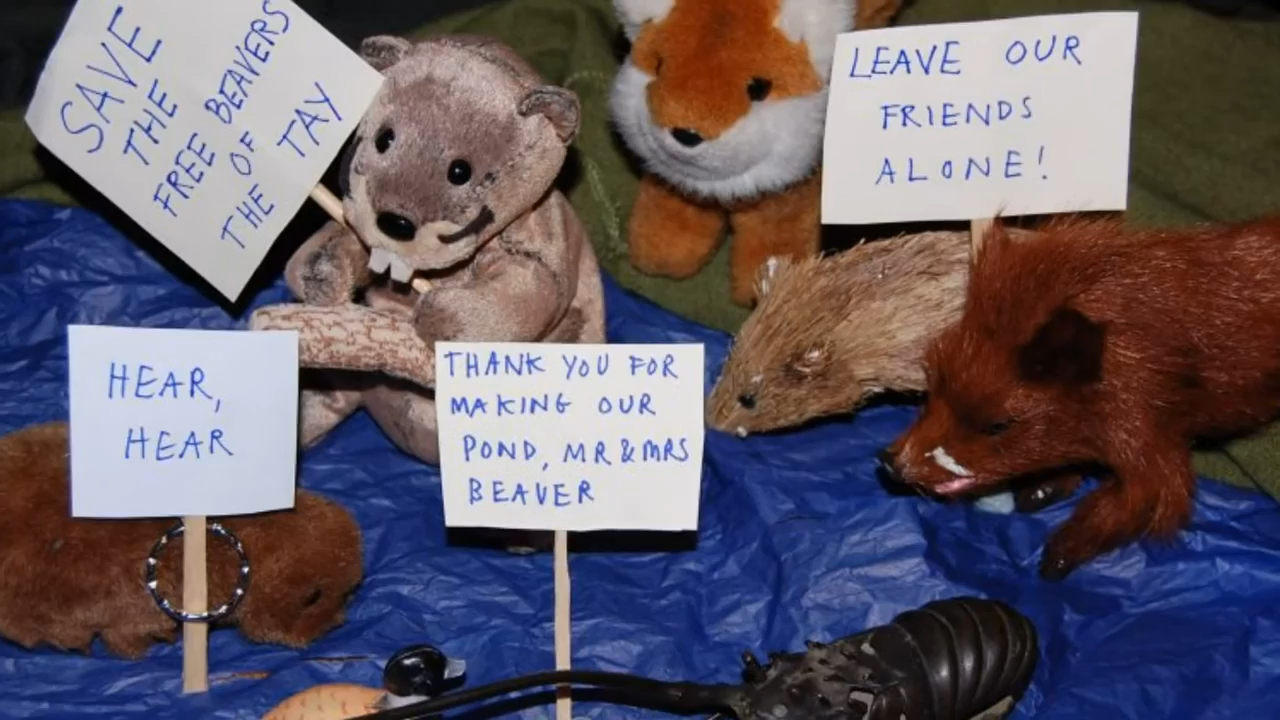 SAVE
THE
FREE BEAVERS
OF
THE TAY
LEAVE OUR
FRIENDS
ALONE!
HEAR,
HEAR
THANK YOU FOR
MAKING OUR
POND, MR & MRS
BEAVER